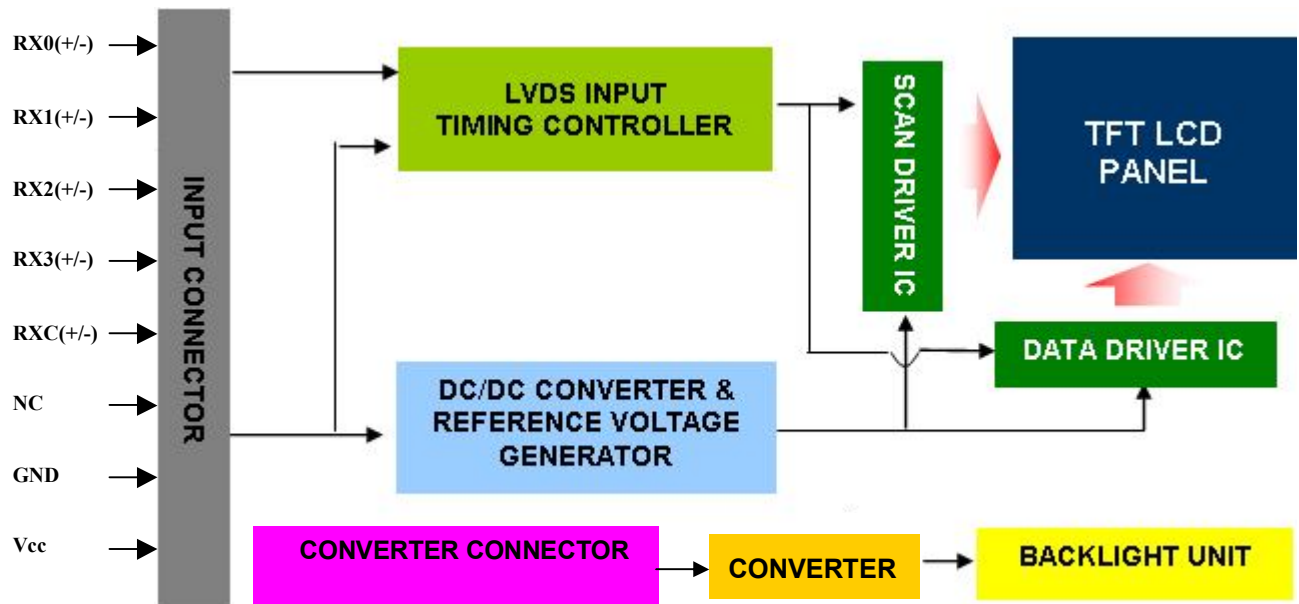 RX0(+/-)
RX1(+/-)
RX2(+/-)
RX3(+/-)
RXC(+/-)
NC
GND
Vcc
INPUT CONNECTOR
LVDS INPUT
TIMING CONTROLLER
DC/DC CONVERTER &
REFERENCE VOLTAGE
GENERATOR
SCAN DRIVER IC
TFT LCD
PANEL
DATA DRIVER IC
CONVERTER CONNECTOR
CONVERTER
BACKLIGHT UNIT